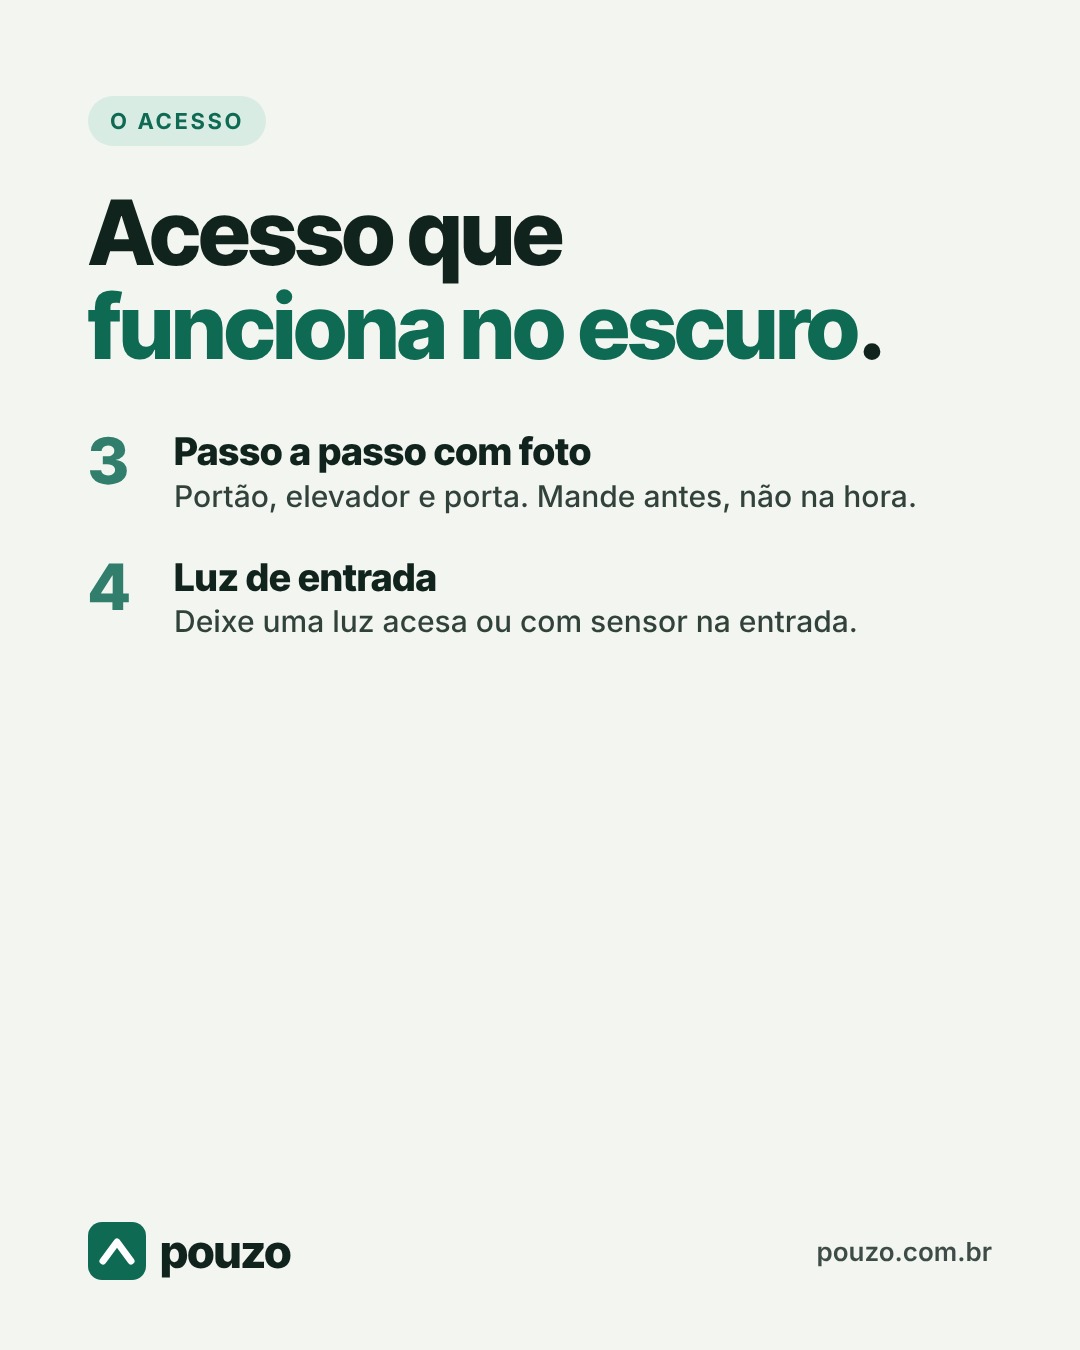 O ACESSO
Acesso que
funciona no escuro.
3 Passo a passo com foto
Portão, elevador e porta. Mande antes, não na hora.
4 Luz de entrada
Deixe uma luz acesa ou com sensor na entrada.
pouzo
pouzo.com.br